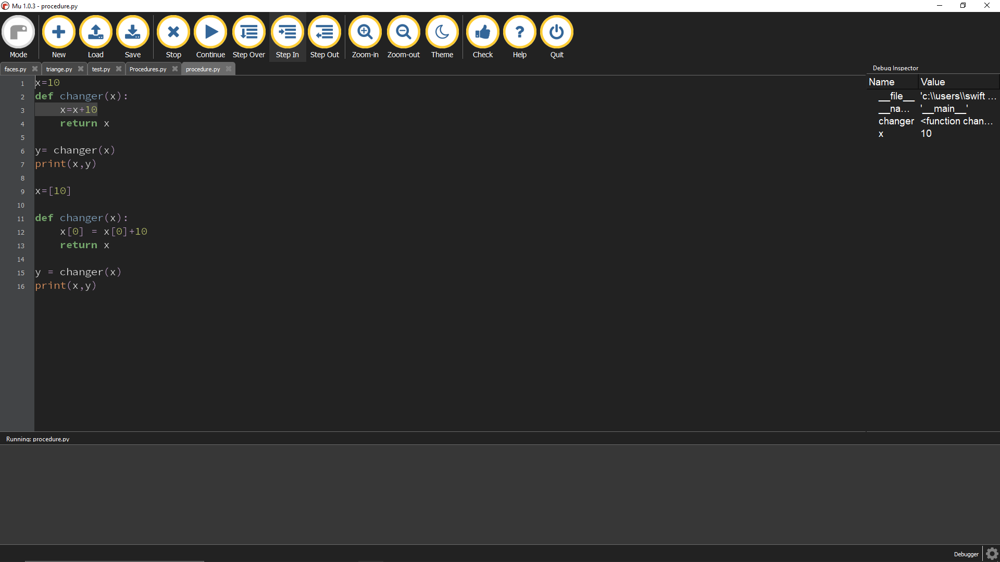 Mu 1.0.3 - procedure.py
Mode New Load Save Stop Continue Step Over Step In Step Out Zoom-in Zoom-out Theme Check Help Quit
faces.py triange.py test.py Procedures.py procedure.py
1 x=10
2 def changer(x):
3 x=x+10
4 return x
5
6 y= changer(x)
7 print(x,y)
8
9 x=[10]
10
11 def changer(x):
12 x[0] = x[0]+10
13 return x
14
15 y = changer(x)
16 print(x,y)
Debug Inspector
Name Value
__file__ 'c:\\users\\swift ...
__na... '__main__'
changer <function chan...
x 10
Running: procedure.py
Debugger